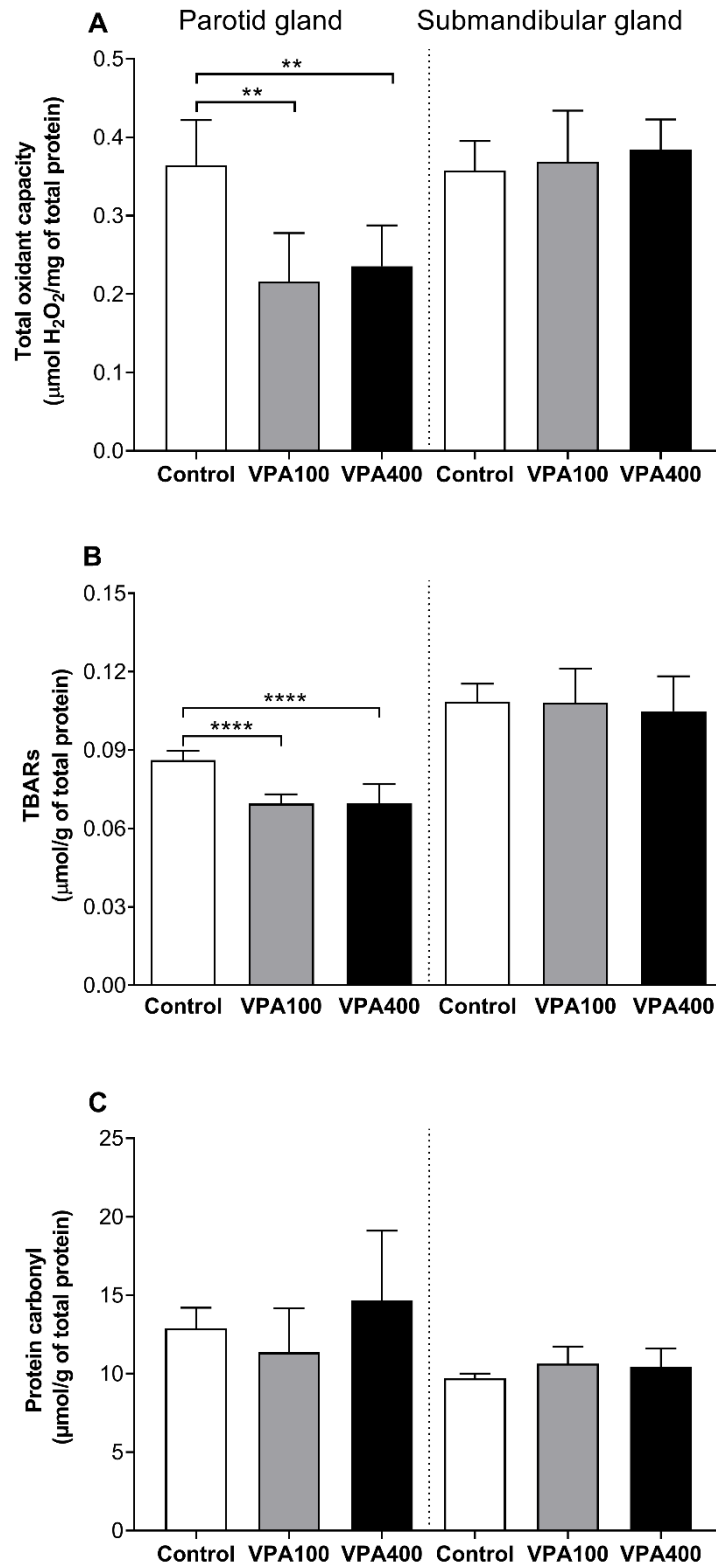 A
Parotid gland
Submandibular gland
Total oxidant capacity
(μmol H₂O₂/mg of total protein)
0.5
0.4
0.3
0.2
0.1
0.0
**
**
Control VPA100 VPA400 Control VPA100 VPA400
B
TBARs
(μmol/g of total protein)
0.15
0.12
0.09
0.06
0.03
0.00
****
****
Control VPA100 VPA400 Control VPA100 VPA400
C
Protein carbonyl
(μmol/g of total protein)
25
20
15
10
5
0
Control VPA100 VPA400 Control VPA100 VPA400